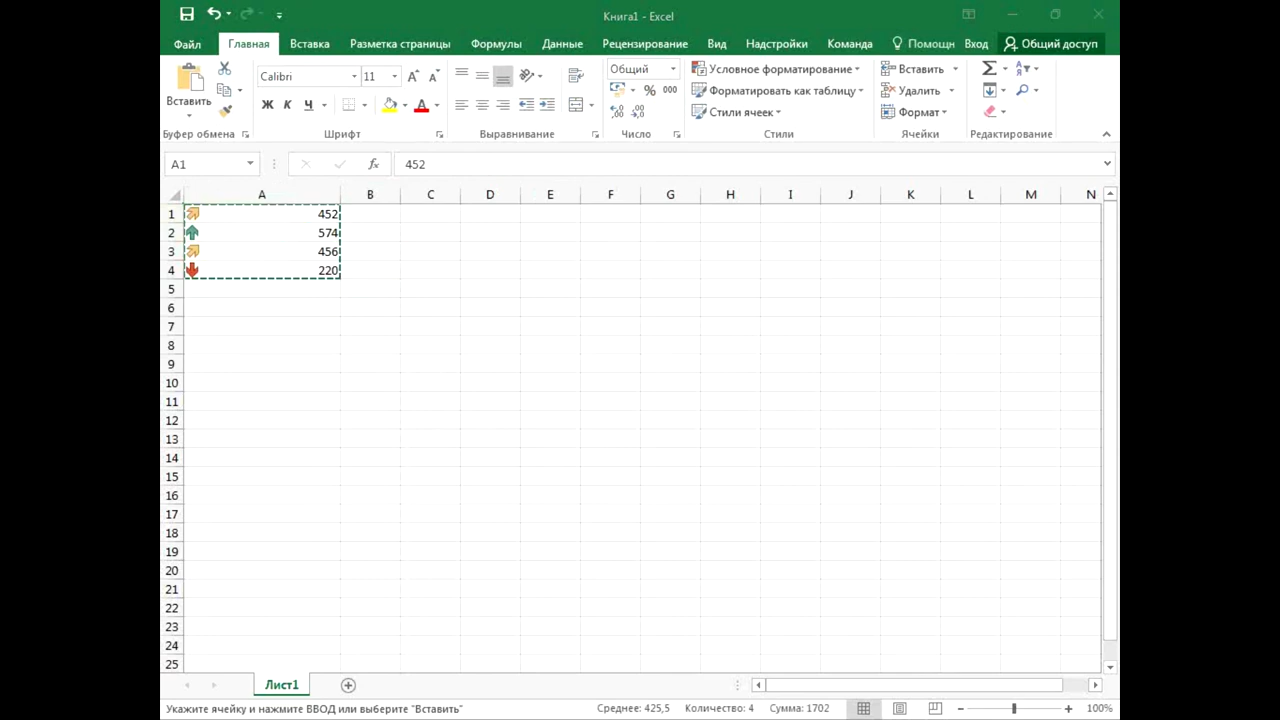 Книга1 - Excel
Файл Главная Вставка Разметка страницы Формулы Данные Рецензирование Вид Надстройки Команда Помощн Вход Общий доступ
Вставить
Буфер обмена
Calibri 11
Ж К Ч А
Шрифт
Выравнивание
Общий
% 000
Число
Условное форматирование
Форматировать как таблицу
Стили ячеек
Стили
Вставить
Удалить
Формат
Ячейки
Σ
Редактирование
A1 fx 452
A B C D E F G H I J K L M N
1 452
2 574
3 456
4 220
5
6
7
8
9
10
11
12
13
14
15
16
17
18
19
20
21
22
23
24
25
Лист1
Укажите ячейку и нажмите ВВОД или выберите "Вставить" Среднее: 425,5 Количество: 4 Сумма: 1702 100%